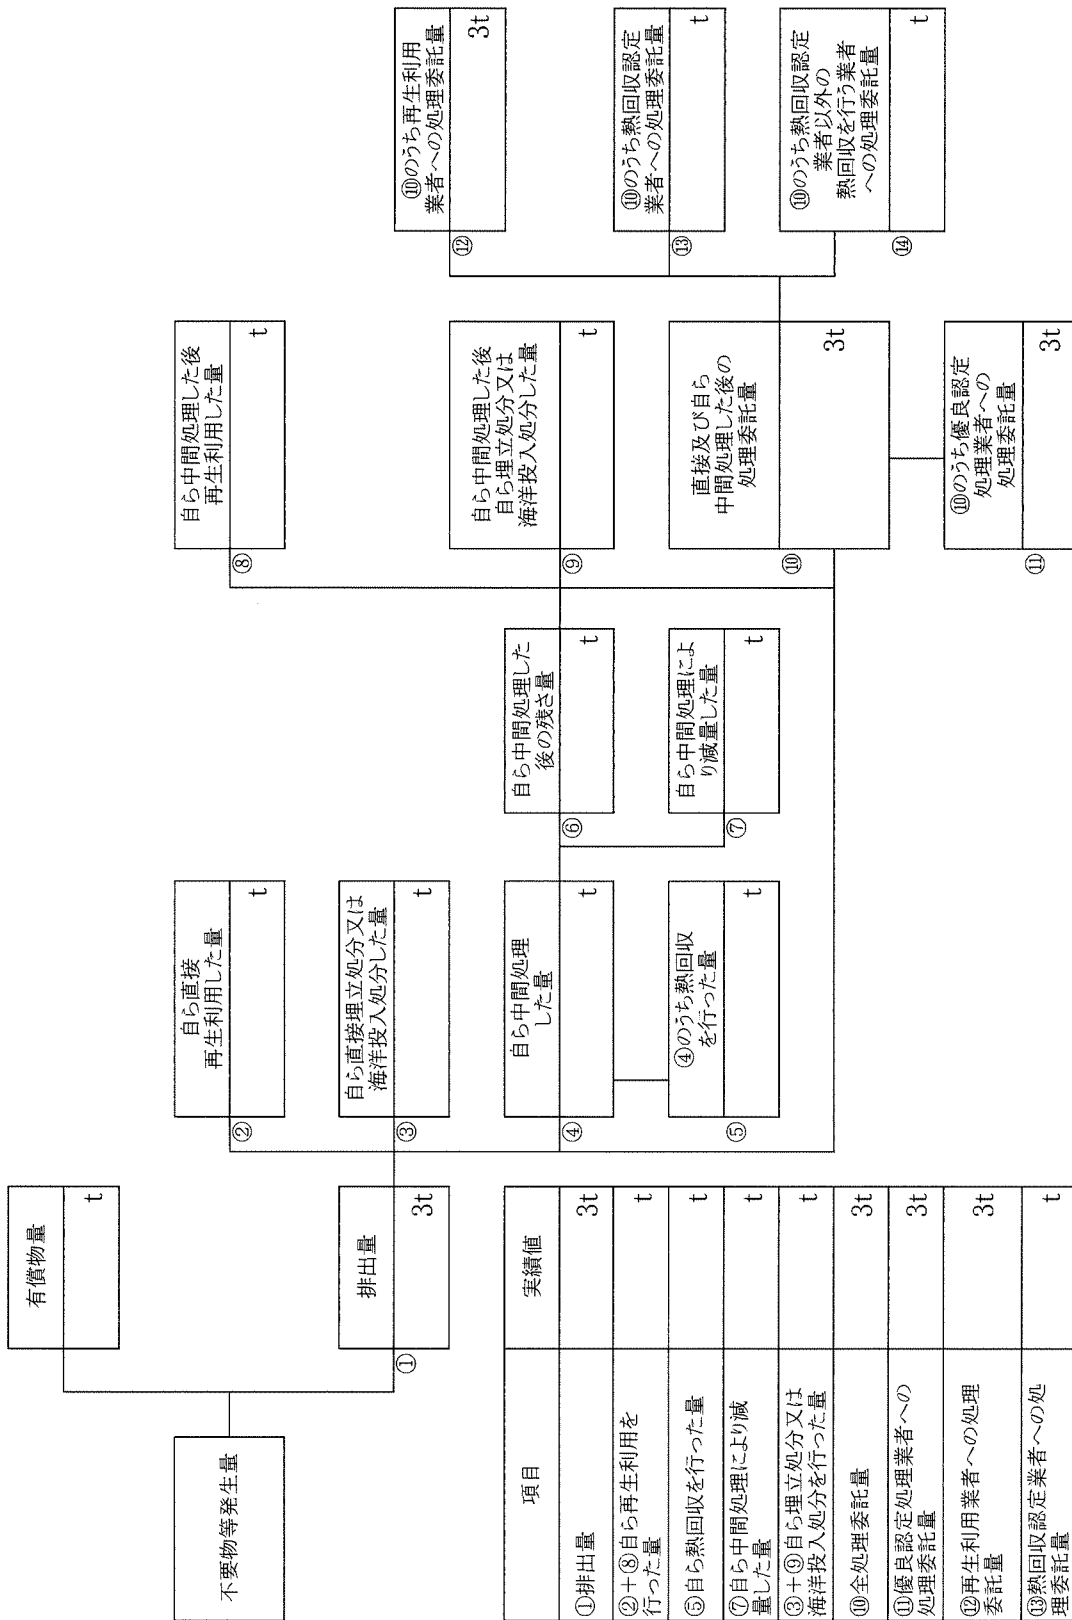 不要物等発生量
有償物量
t
①
排出量
3t
②
自ら直接
再生利用した量
t
③
自ら直接埋立処分又は
海洋投入処分した量
t
④
自ら中間処理
した量
t
⑤
④のうち熱回収
を行った量
t
⑥
自ら中間処理した
後の残さ量
t
⑦
自ら中間処理によ
り減量した量
t
⑧
自ら中間処理した後
再生利用した量
t
⑨
自ら中間処理した後
自ら埋立処分又は
海洋投入処分した量
t
⑩
直接及び自ら
中間処理した後の
処理委託量
3t
⑪
⑩のうち優良認定
処理業者への
処理委託量
3t
⑫
⑩のうち再生利用
業者への処理委託量
3t
⑬
⑩のうち熱回収認定
業者への処理委託量
t
⑭
⑩のうち熱回収認定
業者以外の
熱回収を行う業者
への処理委託量
t
項目 実績値
①排出量 3t
②+⑧自ら再生利用を
行った量 t
⑤自ら熱回収を行った量 t
⑦自ら中間処理により減
量した量 t
③+⑨自ら埋立処分又は
海洋投入処分を行った量 t
⑩全処理委託量 3t
⑪優良認定処理業者への
処理委託量 3t
⑫再生利用業者への処理
委託量 3t
⑬熱回収認定業者への処
理委託量 t